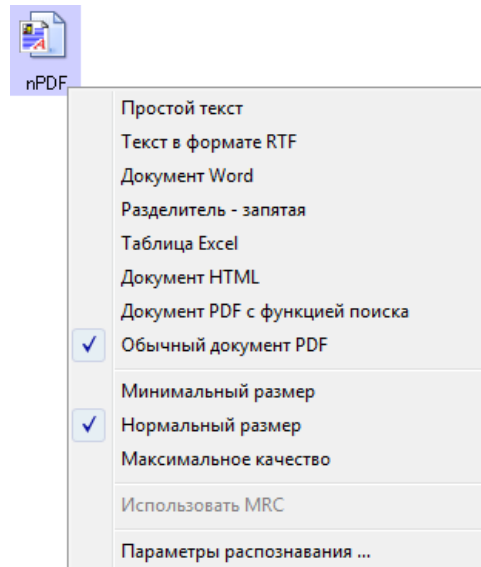 nPDF
Простой текст
Текст в формате RTF
Документ Word
Разделитель - запятая
Таблица Excel
Документ HTML
Документ PDF с функцией поиска
Обычный документ PDF
Минимальный размер
Нормальный размер
Максимальное качество
Использовать MRC
Параметры распознавания ...